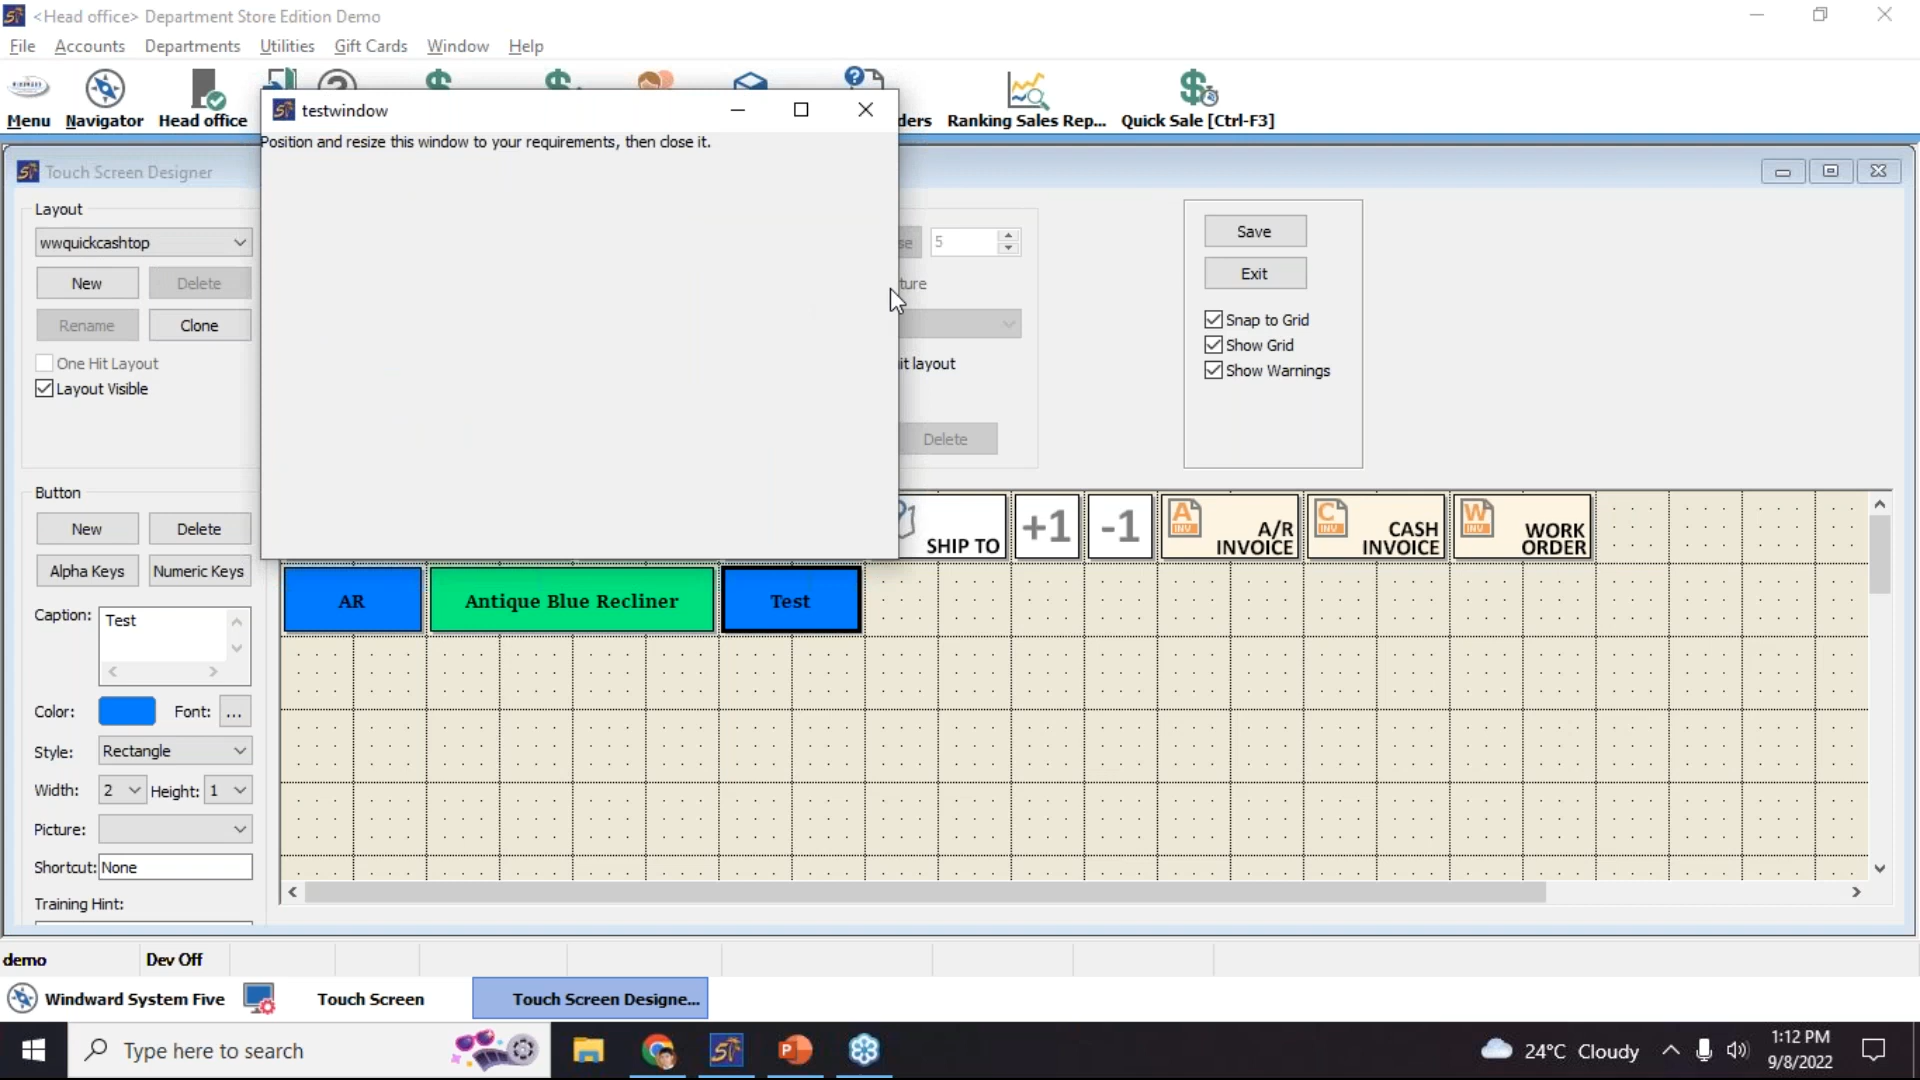 <Head office> Department Store Edition Demo
File Accounts Departments Utilities Gift Cards Window Help
Menu Navigator Head office ders Ranking Sales Rep... Quick Sale [Ctrl-F3]
testwindow
Position and resize this window to your requirements, then close it.
Touch Screen Designer
Layout
wwquickcashtop
New Delete
Rename Clone
One Hit Layout
Layout Visible
se 5
ture
it layout
Delete
Save
Exit
Snap to Grid
Show Grid
Show Warnings
Button
New Delete
Alpha Keys Numeric Keys
Caption: Test
Color: Font: ...
Style: Rectangle
Width: 2 Height: 1
Picture:
Shortcut: None
Training Hint:
SHIP TO
+1
-1
A INV A/R INVOICE
C INV CASH INVOICE
W INV WORK ORDER
AR Antique Blue Recliner Test
demo Dev Off
Windward System Five Touch Screen Touch Screen Designe...
Type here to search
24°C Cloudy
1:12 PM
9/8/2022